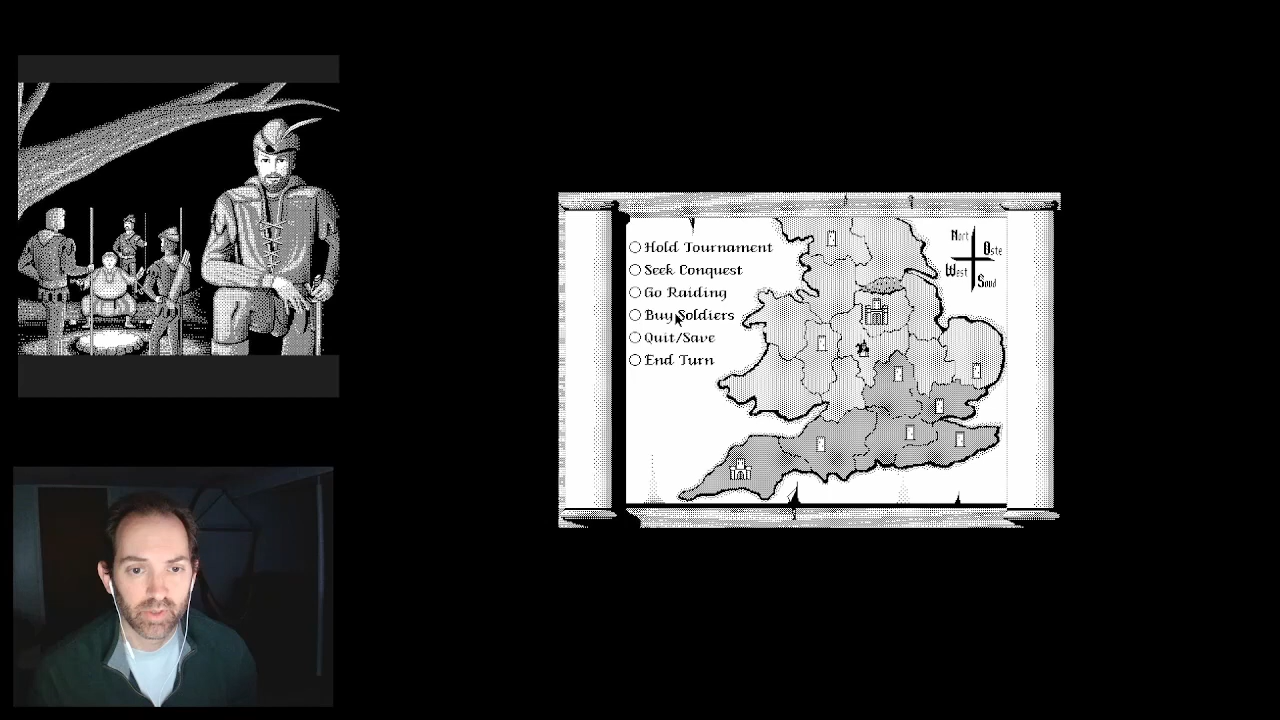 Hold Tournament
Seek Conquest
Go Raiding
Buy Soldiers
Quit/Save
End Turn
Nort
Oste
West
Soud